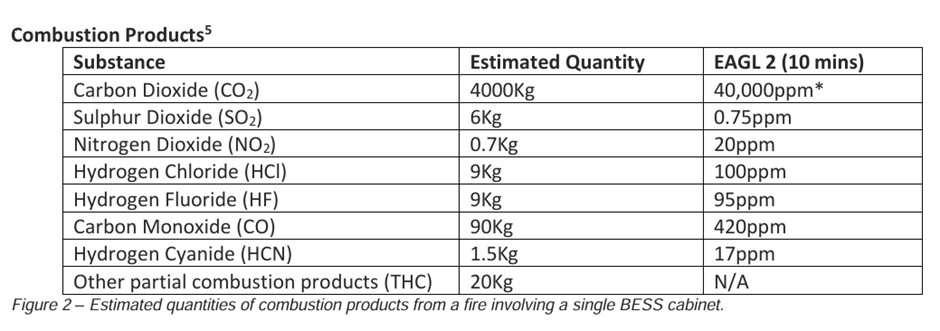 Combustion Products⁵
Substance Estimated Quantity EAGL 2 (10 mins)
Carbon Dioxide (CO₂) 4000Kg 40,000ppm*
Sulphur Dioxide (SO₂) 6Kg 0.75ppm
Nitrogen Dioxide (NO₂) 0.7Kg 20ppm
Hydrogen Chloride (HCl) 9Kg 100ppm
Hydrogen Fluoride (HF) 9Kg 95ppm
Carbon Monoxide (CO) 90Kg 420ppm
Hydrogen Cyanide (HCN) 1.5Kg 17ppm
Other partial combustion products (THC) 20Kg N/A
Figure 2 – Estimated quantities of combustion products from a fire involving a single BESS cabinet.